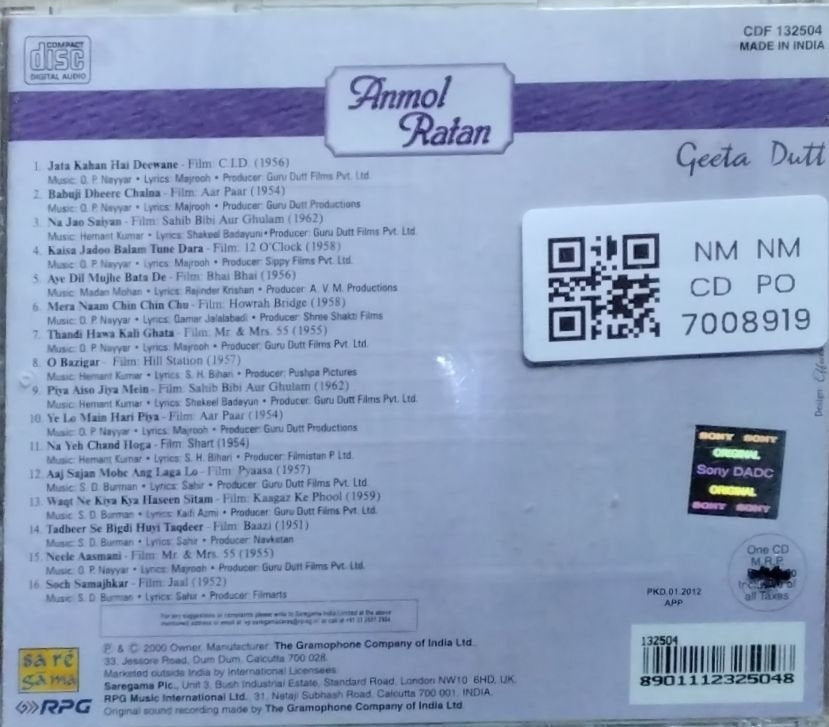 COMPACT
disc
DIGITAL AUDIO
CDF 132504
MADE IN INDIA
Anmol
Ratan
Geeta Dutt
1. Jata Kahan Hai Deewane - Film: C.I.D. (1956)
Music: O. P. Nayyar • Lyrics: Majrooh • Producer: Guru Dutt Films Pvt. Ltd.
2. Babuji Dheere Chalna - Film: Aar Paar (1954)
Music: O. P. Nayyar • Lyrics: Majrooh • Producer: Guru Dutt Productions
3. Na Jao Saiyan - Film: Sahib Bibi Aur Ghulam (1962)
Music: Hemant Kumar • Lyrics: Shakeel Badayuni • Producer: Guru Dutt Films Pvt. Ltd.
4. Kaisa Jadoo Balam Tune Dara - Film: 12 O'Clock (1958)
Music: O. P. Nayyar • Lyrics: Majrooh • Producer: Sippy Films Pvt. Ltd.
5. Aye Dil Mujhe Bata De - Film: Bhai Bhai (1956)
Music: Madan Mohan • Lyrics: Rajinder Krishan • Producer: A. V. M. Productions
6. Mera Naam Chin Chin Chu - Film: Howrah Bridge (1958)
Music: O. P. Nayyar • Lyrics: Qamar Jalalabadi • Producer: Shree Shakti Films
7. Thandi Hawa Kali Ghata - Film: Mr. & Mrs. 55 (1955)
Music: O. P. Nayyar • Lyrics: Majrooh • Producer: Guru Dutt Films Pvt. Ltd.
8. O Bazigar - Film: Hill Station (1957)
Music: Hemant Kumar • Lyrics: S. H. Bihari • Producer: Pushpa Pictures
9. Piya Aiso Jiya Mein - Film: Sahib Bibi Aur Ghulam (1962)
Music: Hemant Kumar • Lyrics: Shakeel Badayun • Producer: Guru Dutt Films Pvt. Ltd.
10. Ye Lo Main Hari Piya - Film: Aar Paar (1954)
Music: O. P. Nayyar • Lyrics: Majrooh • Producer: Guru Dutt Productions
11. Na Yeh Chand Hoga - Film: Shart (1954)
Music: Hemant Kumar • Lyrics: S. H. Bihari • Producer: Filmistan P. Ltd.
12. Aaj Sajan Mohe Ang Laga Lo - Film: Pyaasa (1957)
Music: S. D. Burman • Lyrics: Sahir • Producer: Guru Dutt Films Pvt. Ltd.
13. Waqt Ne Kiya Kya Haseen Sitam - Film: Kaagaz Ke Phool (1959)
Music: S. D. Burman • Lyrics: Kaifi Azmi • Producer: Guru Dutt Films Pvt. Ltd.
14. Tadbeer Se Bigdi Huyi Taqdeer - Film: Baazi (1951)
Music: S. D. Burman • Lyrics: Sahir • Producer: Navketan
15. Neele Aasmani - Film: Mr. & Mrs. 55 (1955)
Music: O. P. Nayyar • Lyrics: Majrooh • Producer: Guru Dutt Films Pvt. Ltd.
16. Soch Samajhkar - Film: Jaal (1952)
Music: S. D. Burman • Lyrics: Sahir • Producer: Filmarts
NM NM
CD PO
7008919
Design:
SONY SONY
ORIGINAL
Sony DADC
ORIGINAL
SONY SONY
One CD
M.R.P.
Inclusive of
all Taxes
PKD.01.2012
APP
For any suggestions or complaints please write to Saregama India Limited at the above
sa re
ga ma
RPG
P. & C. 2000 Owner, Manufacturer: The Gramophone Company of India Ltd.,
33, Jessore Road, Dum Dum, Calcutta 700 028.
Marketed outside India by International Licensees:
Saregama Plc., Unit 3, Bush Industrial Estate, Standard Road, London NW10 6HD, UK.
RPG Music International Ltd., 31, Netaji Subhash Road, Calcutta 700 001, INDIA.
Original sound recording made by The Gramophone Company of India Ltd.
132504
8901112325048